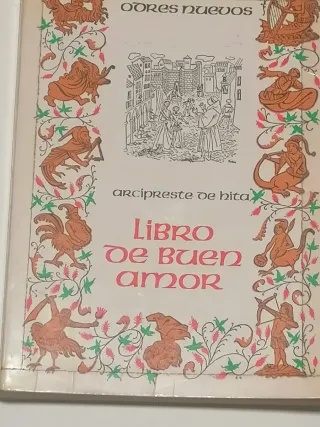 odres nuevos
arcipreste de hita
Libro
de buen
amor